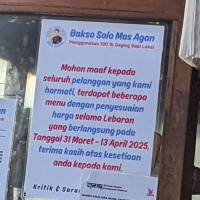 Bakso Solo Mas Agan
Menggunakan 100 % Daging Sapi Lokal
Mohon maaf kepada
seluruh pelanggan yang kami
hormati, terdapat beberapa
menu dengan penyesuaian
harga selama Lebaran
yang berlangsung pada
Tanggal 31 Maret - 13 April 2025,
terima kasih atas kesetiaan
anda kepada kami.
Kritik & Saran